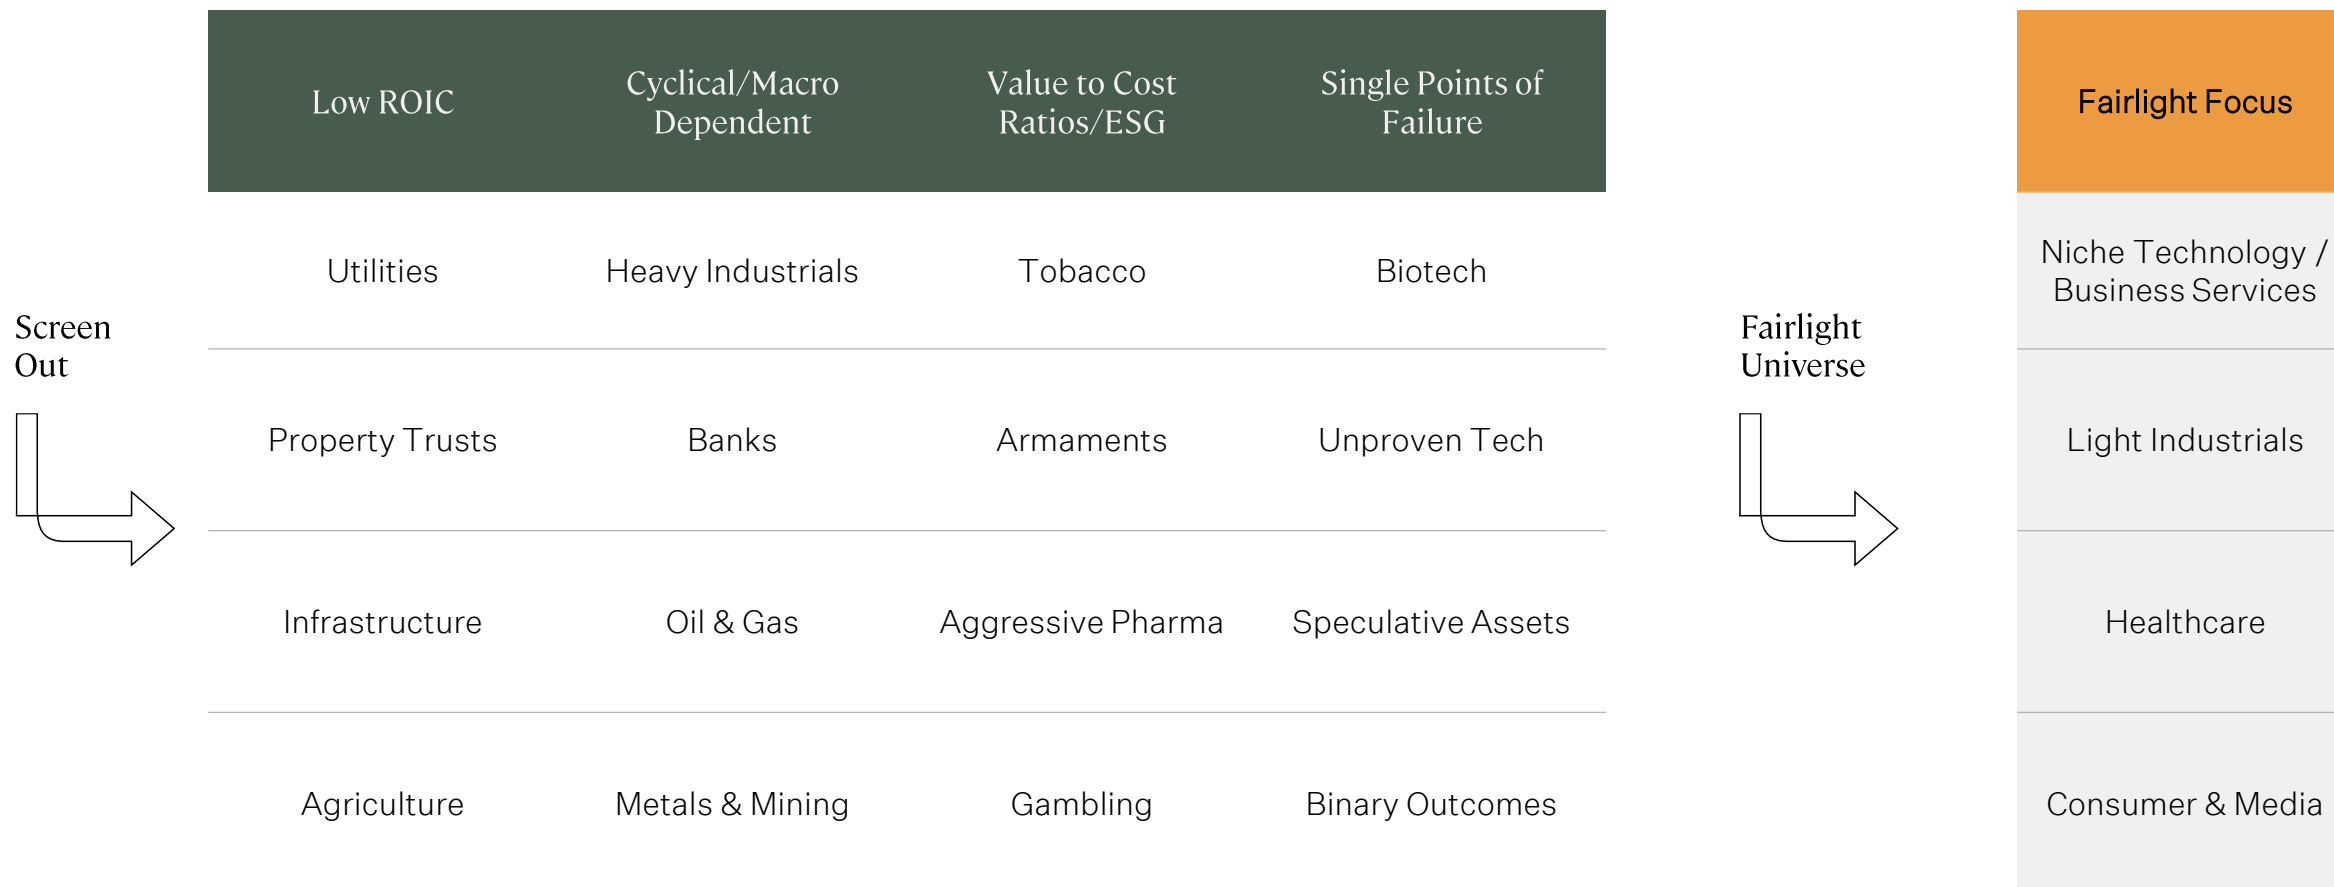 Low ROIC
Cyclical/Macro
Dependent
Value to Cost
Ratios/ESG
Single Points of
Failure
Fairlight Focus
Screen
Out
Utilities
Heavy Industrials
Tobacco
Biotech
Fairlight
Universe
Niche Technology /
Business Services
Property Trusts
Banks
Armaments
Unproven Tech
Light Industrials
Infrastructure
Oil & Gas
Aggressive Pharma
Speculative Assets
Healthcare
Agriculture
Metals & Mining
Gambling
Binary Outcomes
Consumer & Media